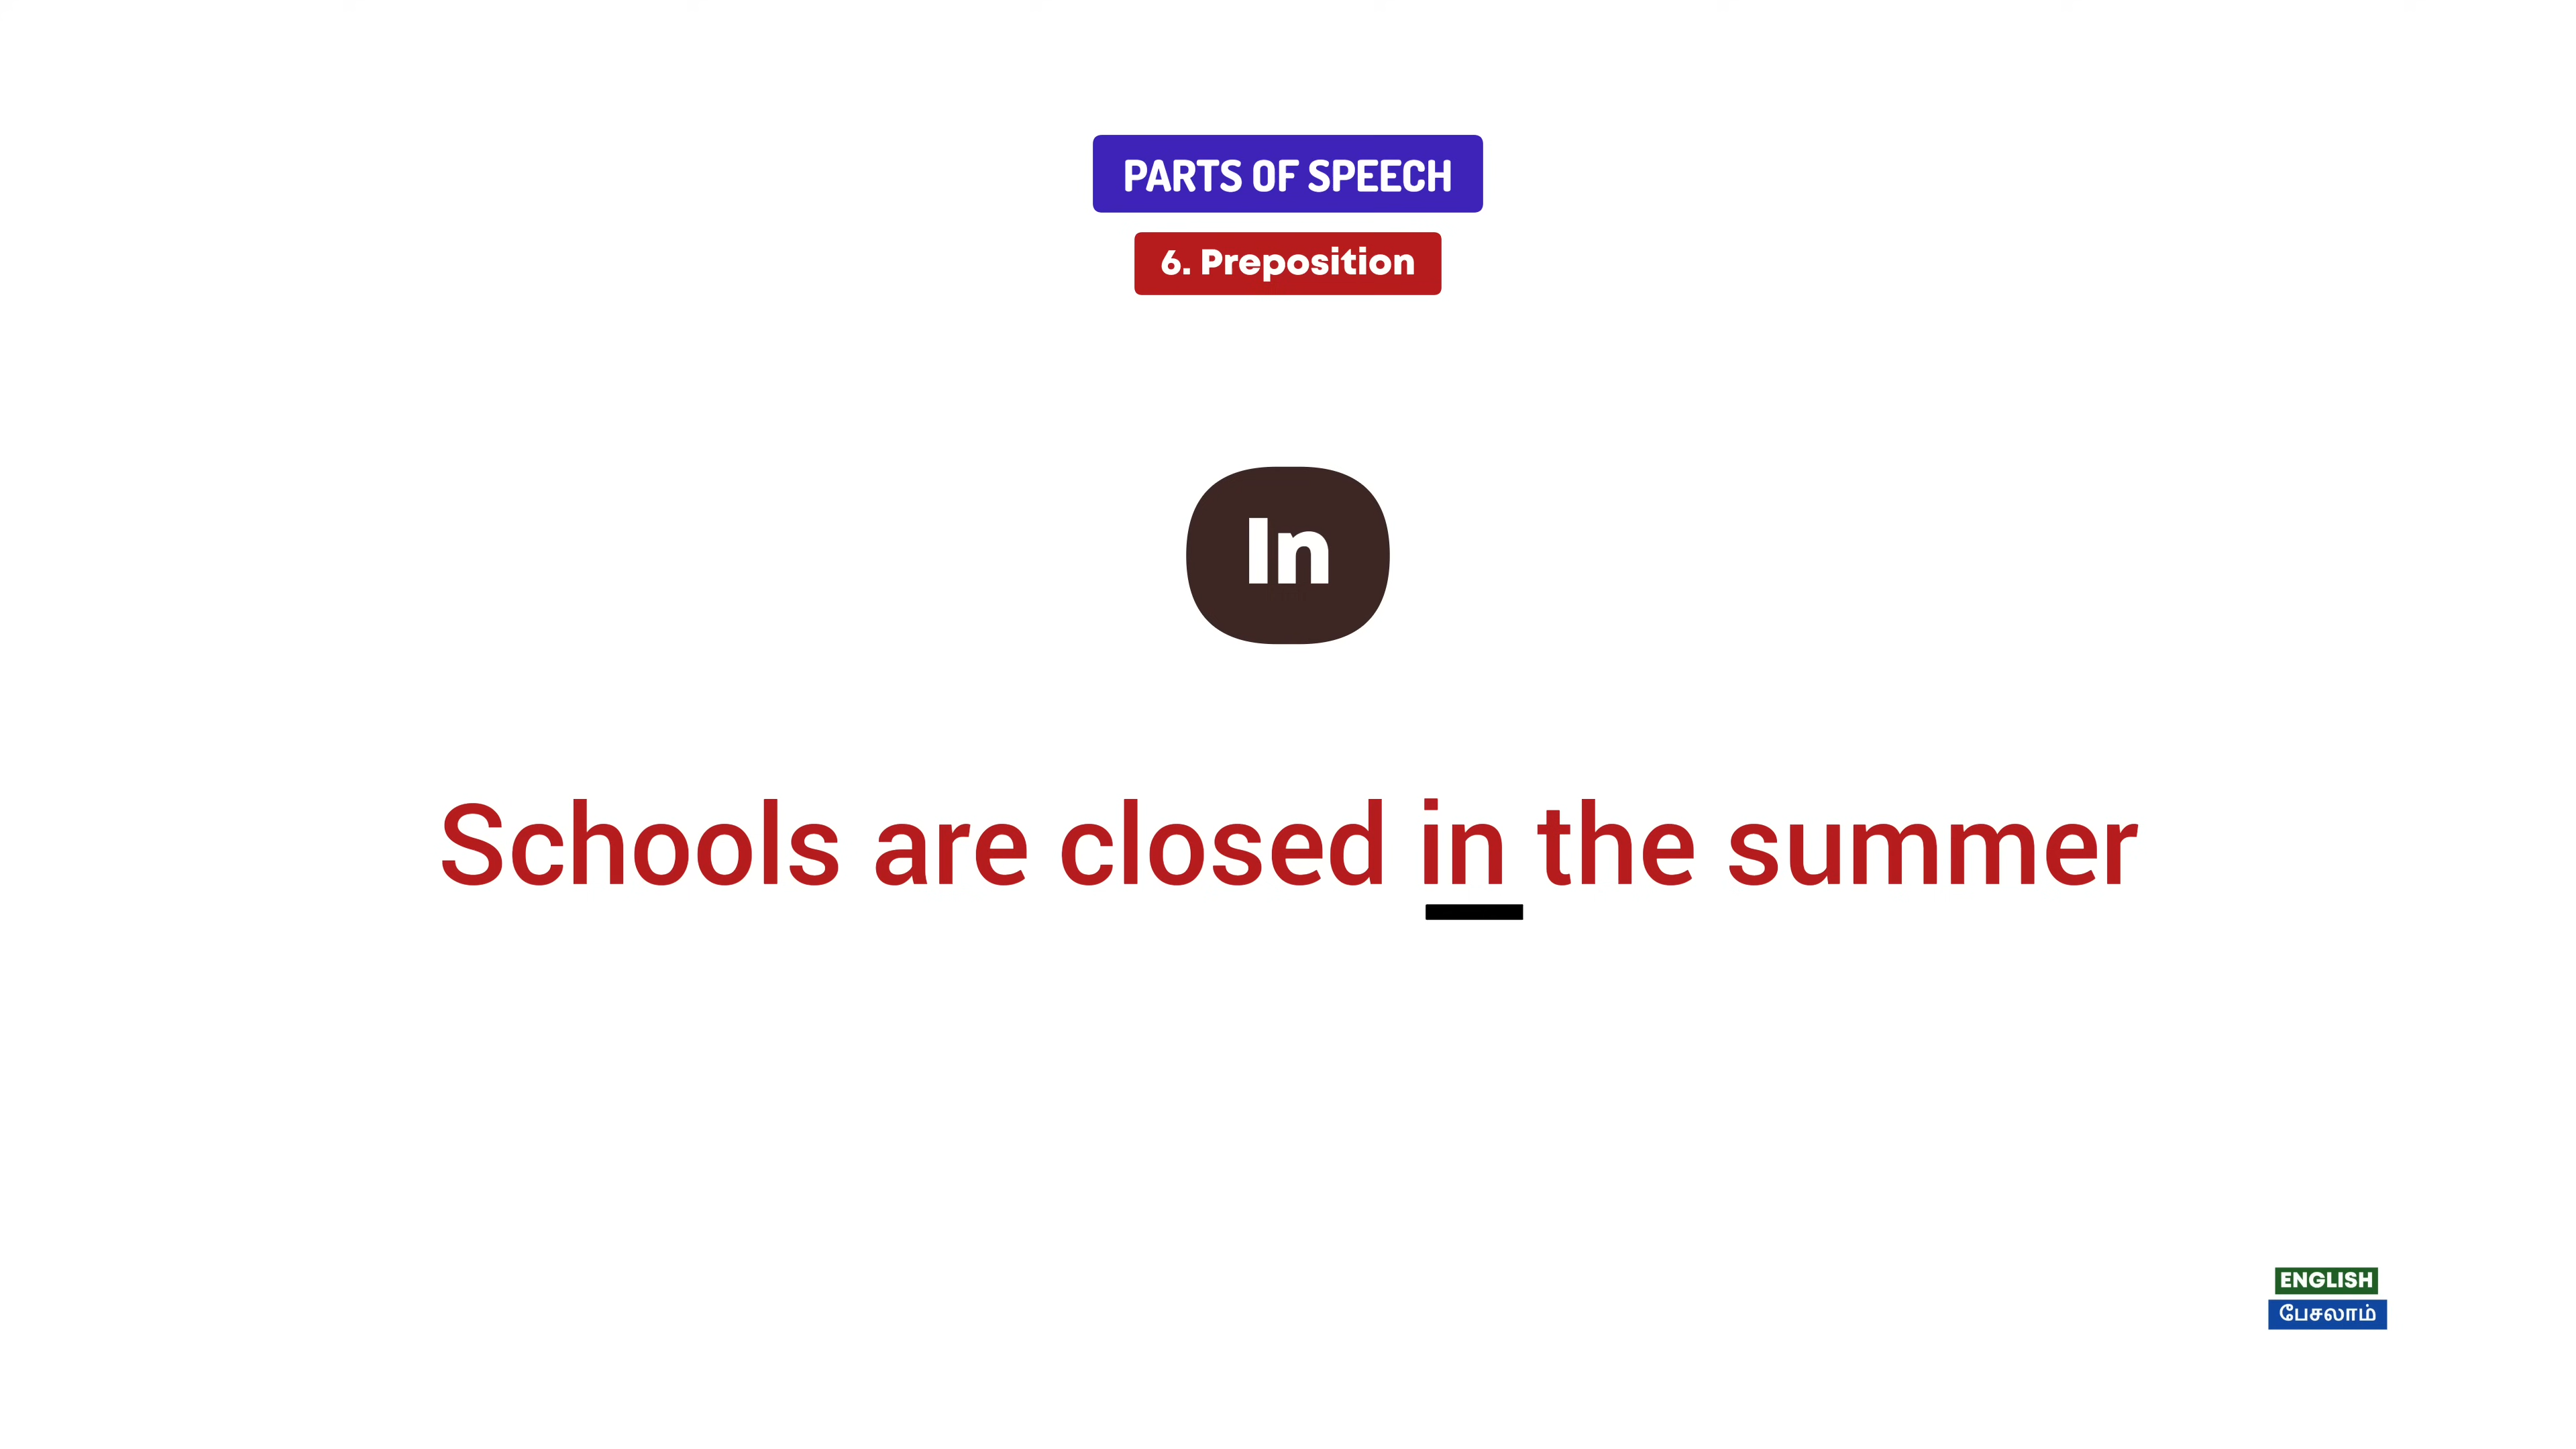 PARTS OF SPEECH
6. Preposition
In
Schools are closed in the summer
ENGLISH
பேசலாம்